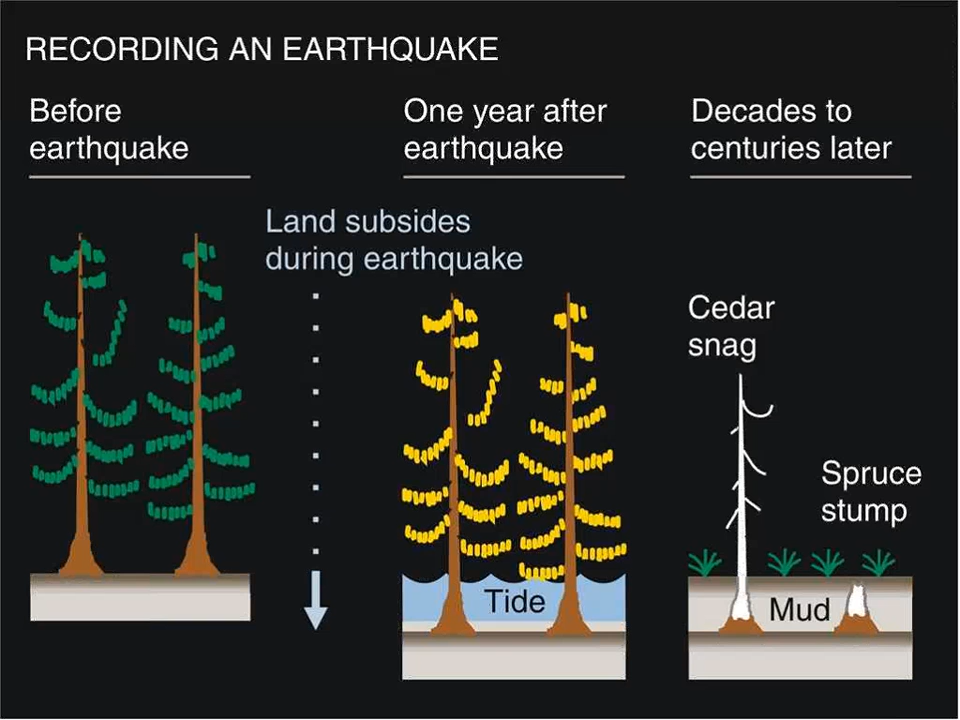 RECORDING AN EARTHQUAKE
Before
earthquake
One year after
earthquake
Decades to
centuries later
Land subsides
during earthquake
Cedar
snag
Spruce
stump
Tide
Mud